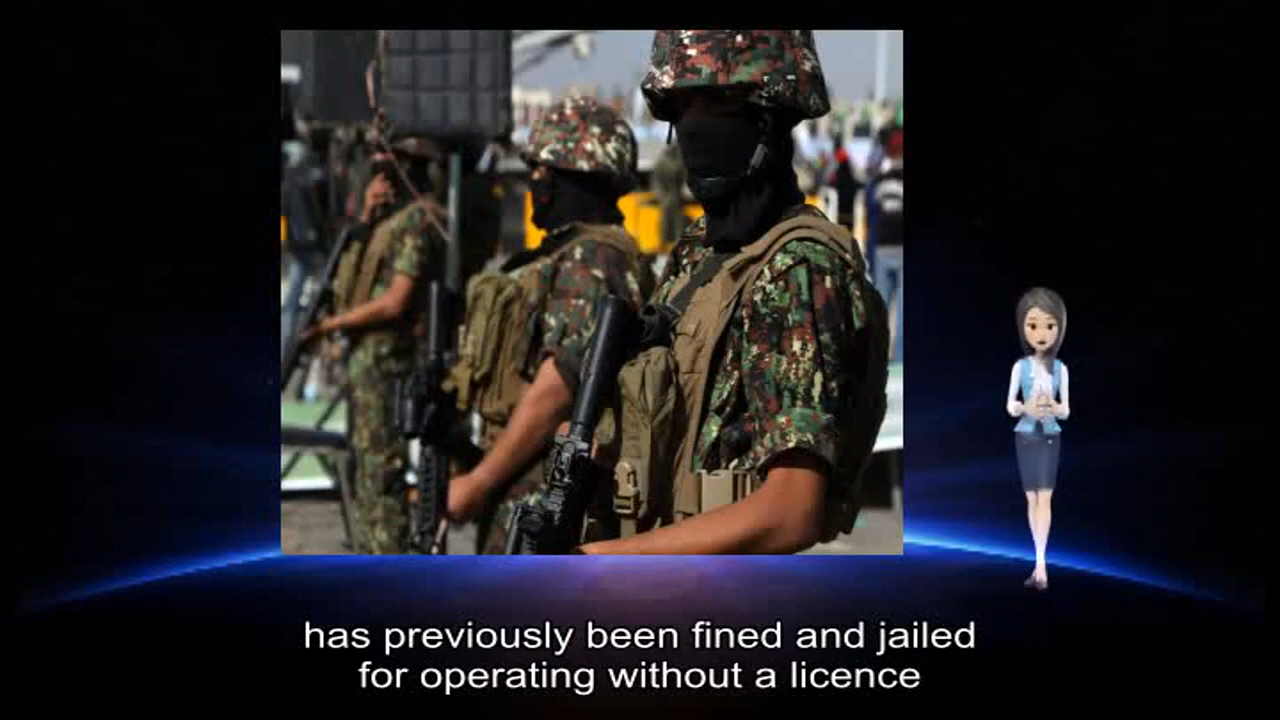 has previously been fined and jailed
for operating without a licence